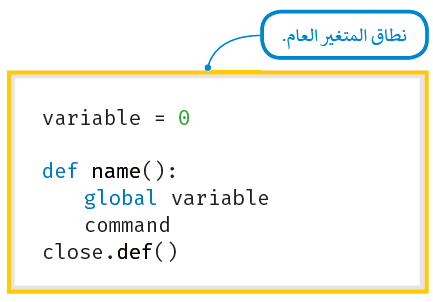 نطاق المتغير العام.
variable = 0
def name():
    global variable
    command
close.def()